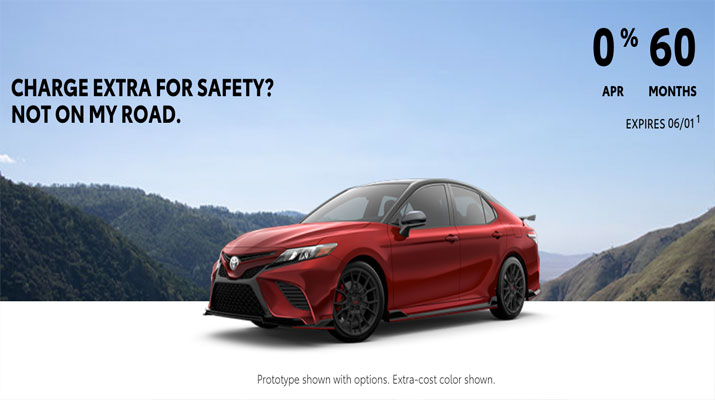 CHARGE EXTRA FOR SAFETY?
NOT ON MY ROAD.
0% 60
APR MONTHS
EXPIRES 06/01 1
Prototype shown with options. Extra-cost color shown.